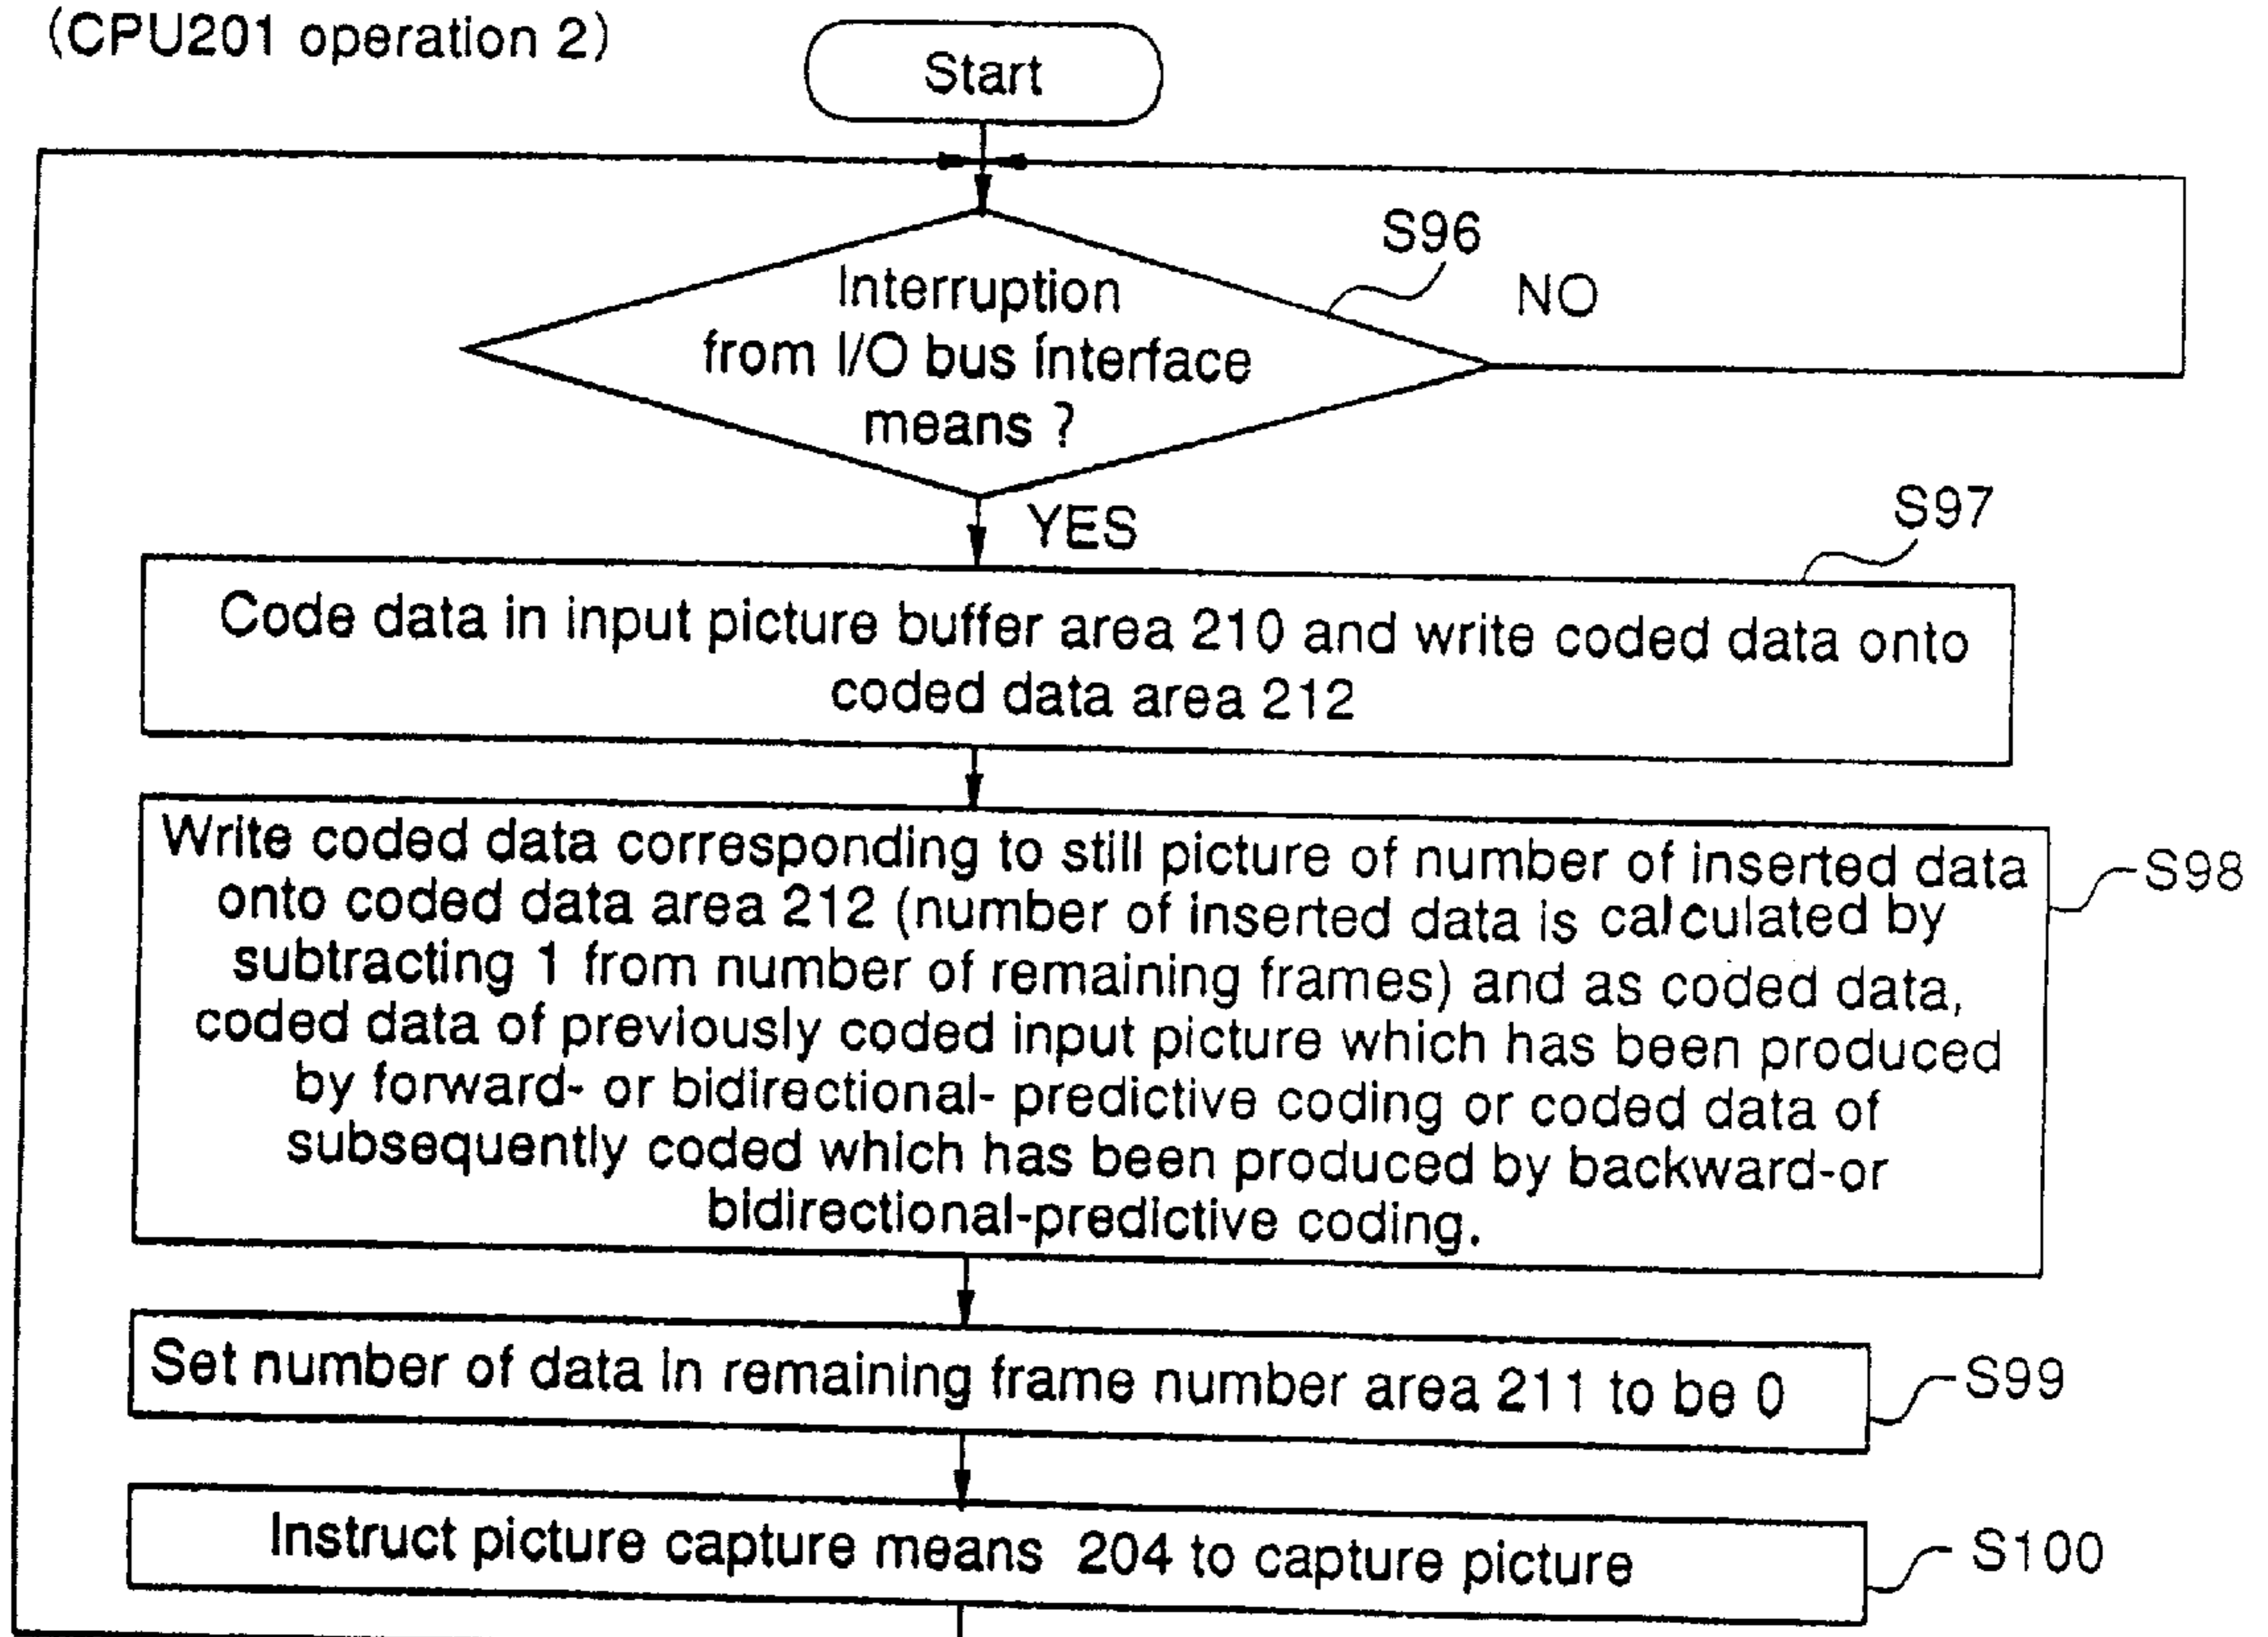 (CPU201 operation 2)
Start
S96
Interruption
from I/O bus interface
means ?
NO
YES
S97
Code data in input picture buffer area 210 and write coded data onto
coded data area 212
Write coded data corresponding to still picture of number of inserted data
onto coded data area 212 (number of inserted data is calculated by
subtracting 1 from number of remaining frames) and as coded data,
coded data of previously coded input picture which has been produced
by forward- or bidirectional- predictive coding or coded data of
subsequently coded which has been produced by backward-or
bidirectional-predictive coding.
S98
Set number of data in remaining frame number area 211 to be 0
S99
Instruct picture capture means 204 to capture picture
S100